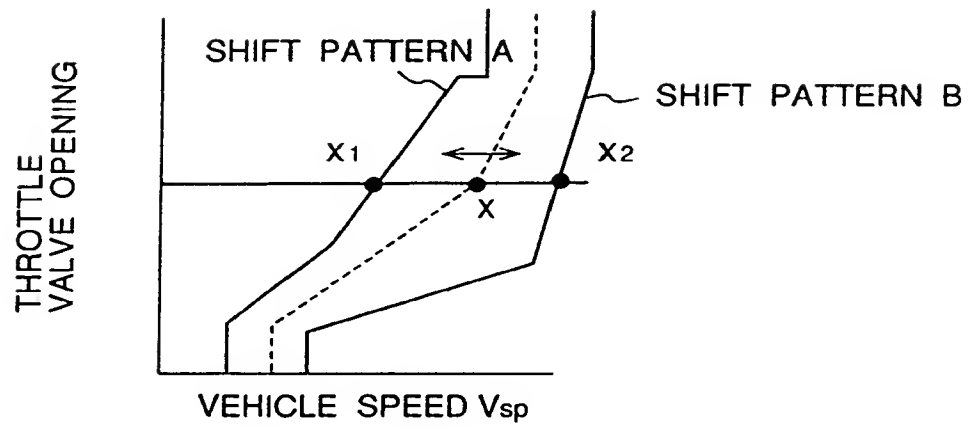 SHIFT PATTERN A
SHIFT PATTERN B
X1
X2
X
THROTTLE
VALVE OPENING
VEHICLE SPEED Vsp